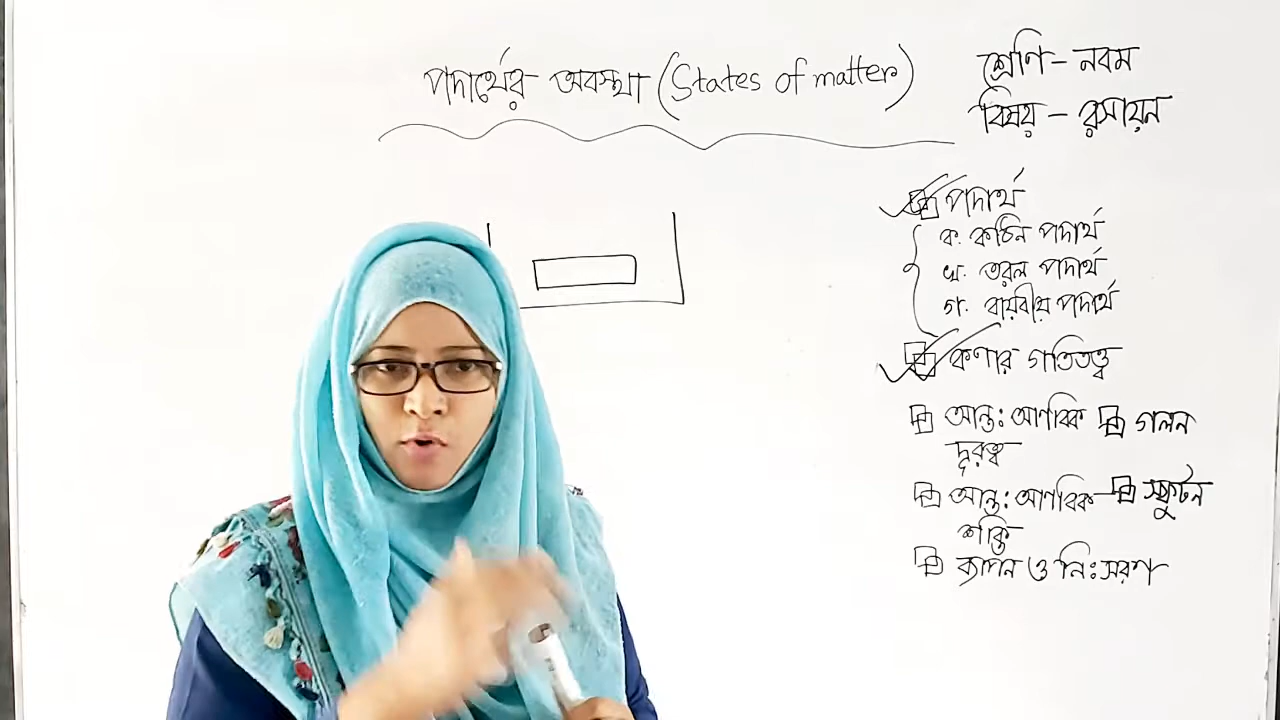 পদার্থের অবস্থা (States of matter)
শ্রেণি - নবম
বিষয় - রসায়ন
পদার্থ
ক. কঠিন পদার্থ
খ. তরল পদার্থ
গ. বায়বীয় পদার্থ
কণার গতিতত্ত্ব
আন্ত: আণবিক গলন
দূরত্ব
আন্ত: আণবিক স্ফুটন
শক্তি
ব্যাপন ও নি:সরণ